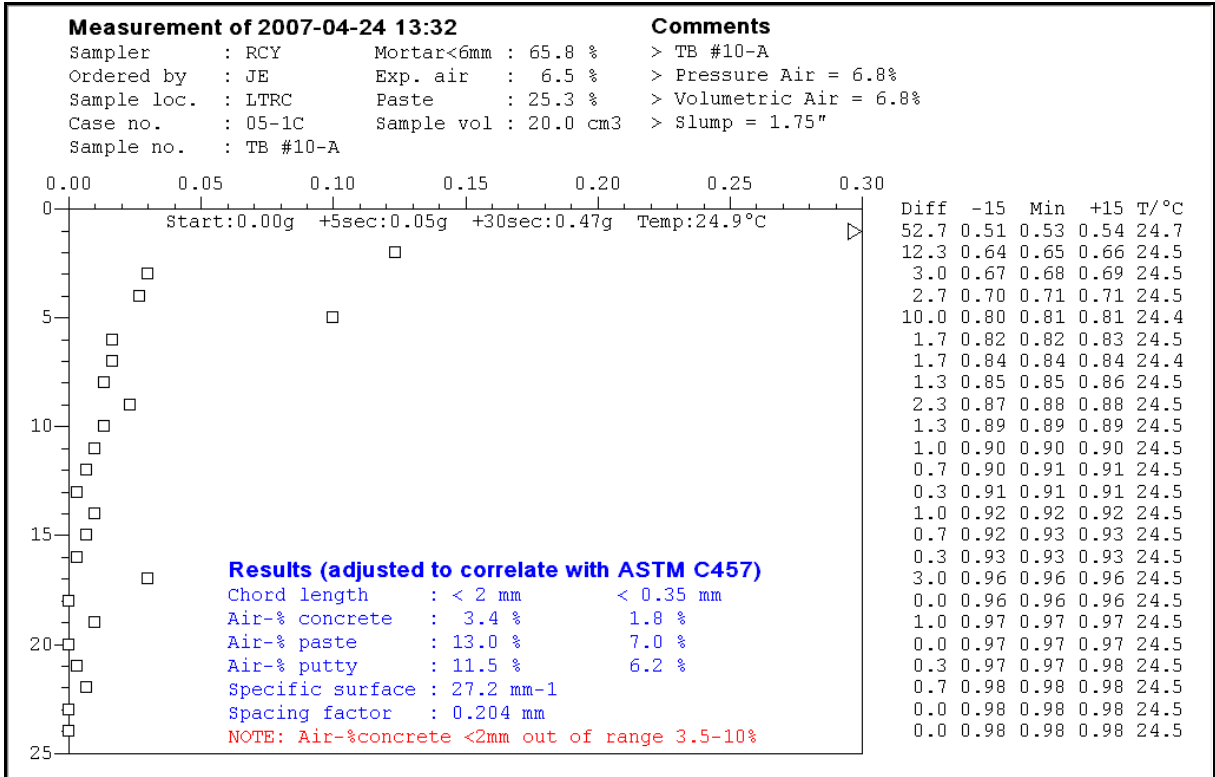 Measurement of 2007-04-24 13:32
Sampler : RCY Mortar<6mm : 65.8 %
Ordered by : JE Exp. air : 6.5 %
Sample loc. : LTRC Paste : 25.3 %
Case no. : 05-1C Sample vol : 20.0 cm3
Sample no. : TB #10-A
Comments
> TB #10-A
> Pressure Air = 6.8%
> Volumetric Air = 6.8%
> Slump = 1.75"
0.00 0.05 0.10 0.15 0.20 0.25 0.30
0
Start:0.00g +5sec:0.05g +30sec:0.47g Temp:24.9°C
5
10
15
20
25
Results (adjusted to correlate with ASTM C457)
Chord length : < 2 mm < 0.35 mm
Air-% concrete : 3.4 % 1.8 %
Air-% paste : 13.0 % 7.0 %
Air-% putty : 11.5 % 6.2 %
Specific surface : 27.2 mm-1
Spacing factor : 0.204 mm
NOTE: Air-%concrete <2mm out of range 3.5-10%
Diff -15 Min +15 T/°C
52.7 0.51 0.53 0.54 24.7
12.3 0.64 0.65 0.66 24.5
3.0 0.67 0.68 0.69 24.5
2.7 0.70 0.71 0.71 24.5
10.0 0.80 0.81 0.81 24.4
1.7 0.82 0.82 0.83 24.5
1.7 0.84 0.84 0.84 24.4
1.3 0.85 0.85 0.86 24.5
2.3 0.87 0.88 0.88 24.5
1.3 0.89 0.89 0.89 24.5
1.0 0.90 0.90 0.90 24.5
0.7 0.90 0.91 0.91 24.5
0.3 0.91 0.91 0.91 24.5
1.0 0.92 0.92 0.92 24.5
0.7 0.92 0.93 0.93 24.5
0.3 0.93 0.93 0.93 24.5
3.0 0.96 0.96 0.96 24.5
0.0 0.96 0.96 0.96 24.5
1.0 0.97 0.97 0.97 24.5
0.0 0.97 0.97 0.97 24.5
0.3 0.97 0.97 0.98 24.5
0.7 0.98 0.98 0.98 24.5
0.0 0.98 0.98 0.98 24.5
0.0 0.98 0.98 0.98 24.5